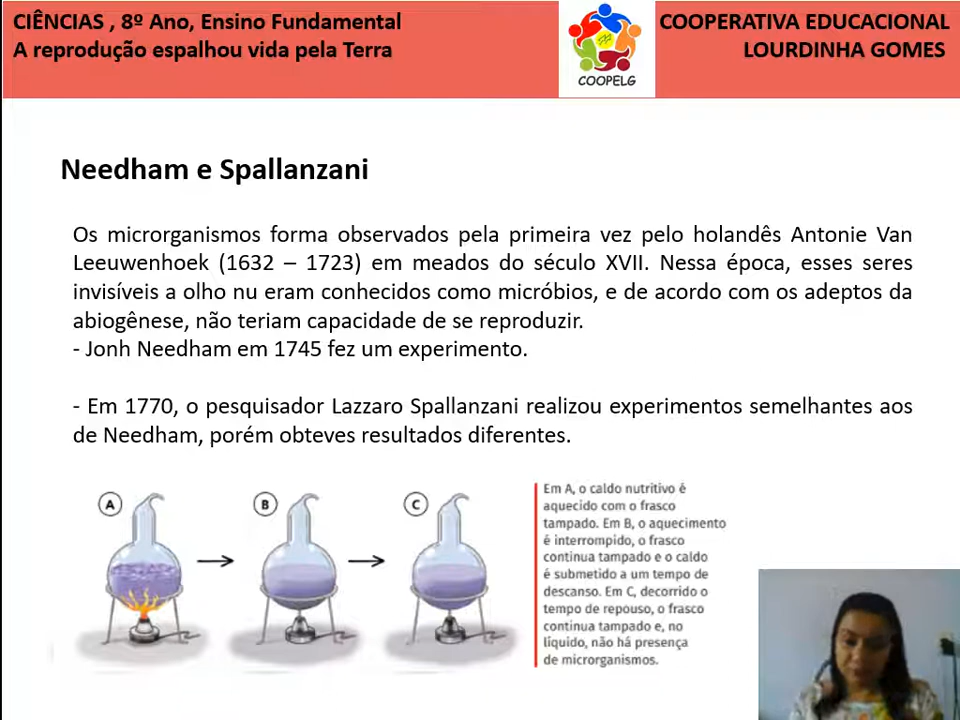 CIÊNCIAS , 8º Ano, Ensino Fundamental
A reprodução espalhou vida pela Terra
COOPELG
COOPERATIVA EDUCACIONAL
LOURDINHA GOMES
Needham e Spallanzani
Os microrganismos forma observados pela primeira vez pelo holandês Antonie Van
Leeuwenhoek (1632 – 1723) em meados do século XVII. Nessa época, esses seres
invisíveis a olho nu eram conhecidos como micróbios, e de acordo com os adeptos da
abiogênese, não teriam capacidade de se reproduzir.
- Jonh Needham em 1745 fez um experimento.
- Em 1770, o pesquisador Lazzaro Spallanzani realizou experimentos semelhantes aos
de Needham, porém obteves resultados diferentes.
A
B
C
Em A, o caldo nutritivo é
aquecido com o frasco
tampado. Em B, o aquecimento
é interrompido, o frasco
continua tampado e o caldo
é submetido a um tempo de
descanso. Em C, decorrido o
tempo de repouso, o frasco
continua tampado e, no
líquido, não há presença
de microrganismos.